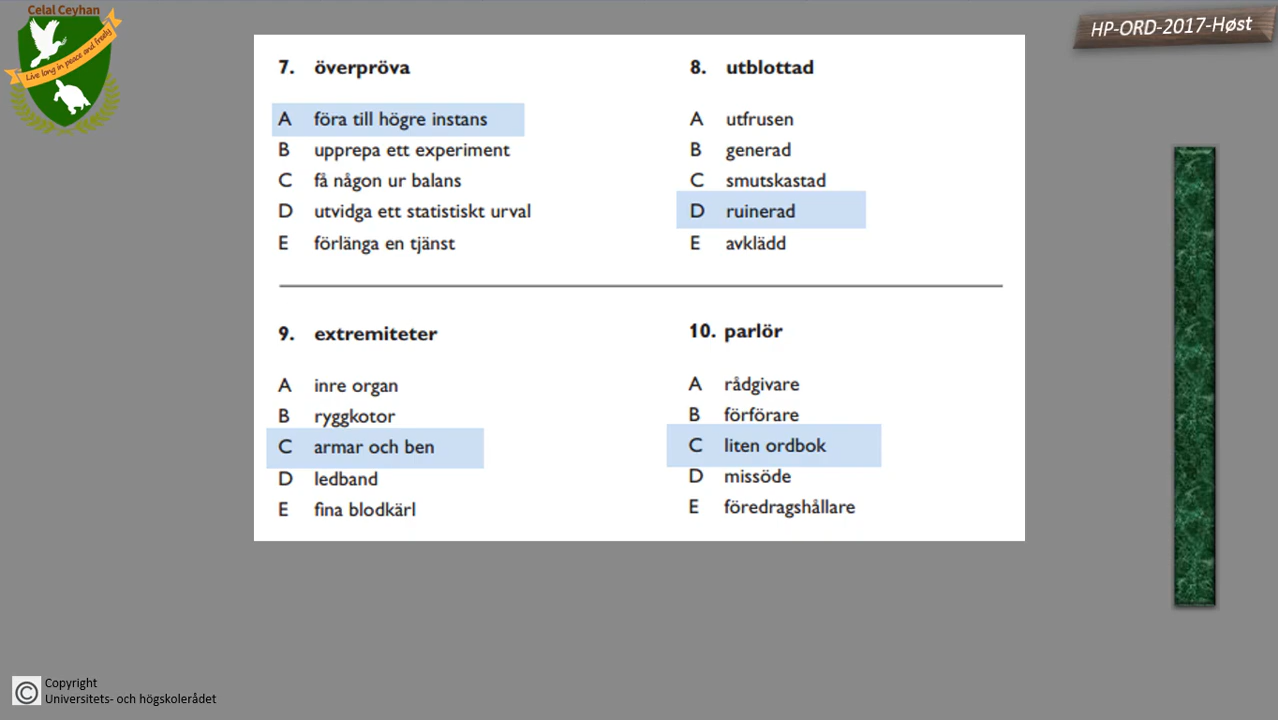 Celal Ceyhan
Live long in peace and freely
HP-ORD-2017-Høst
7. överpröva
A föra till högre instans
B upprepa ett experiment
C få någon ur balans
D utvidga ett statistiskt urval
E förlänga en tjänst
8. utblottad
A utfrusen
B generad
C smutskastad
D ruinerad
E avklädd
9. extremiteter
A inre organ
B ryggkotor
C armar och ben
D ledband
E fina blodkärl
10. parlör
A rådgivare
B förförare
C liten ordbok
D missöde
E föredragshållare
© Copyright
Universitets- och högskolerådet